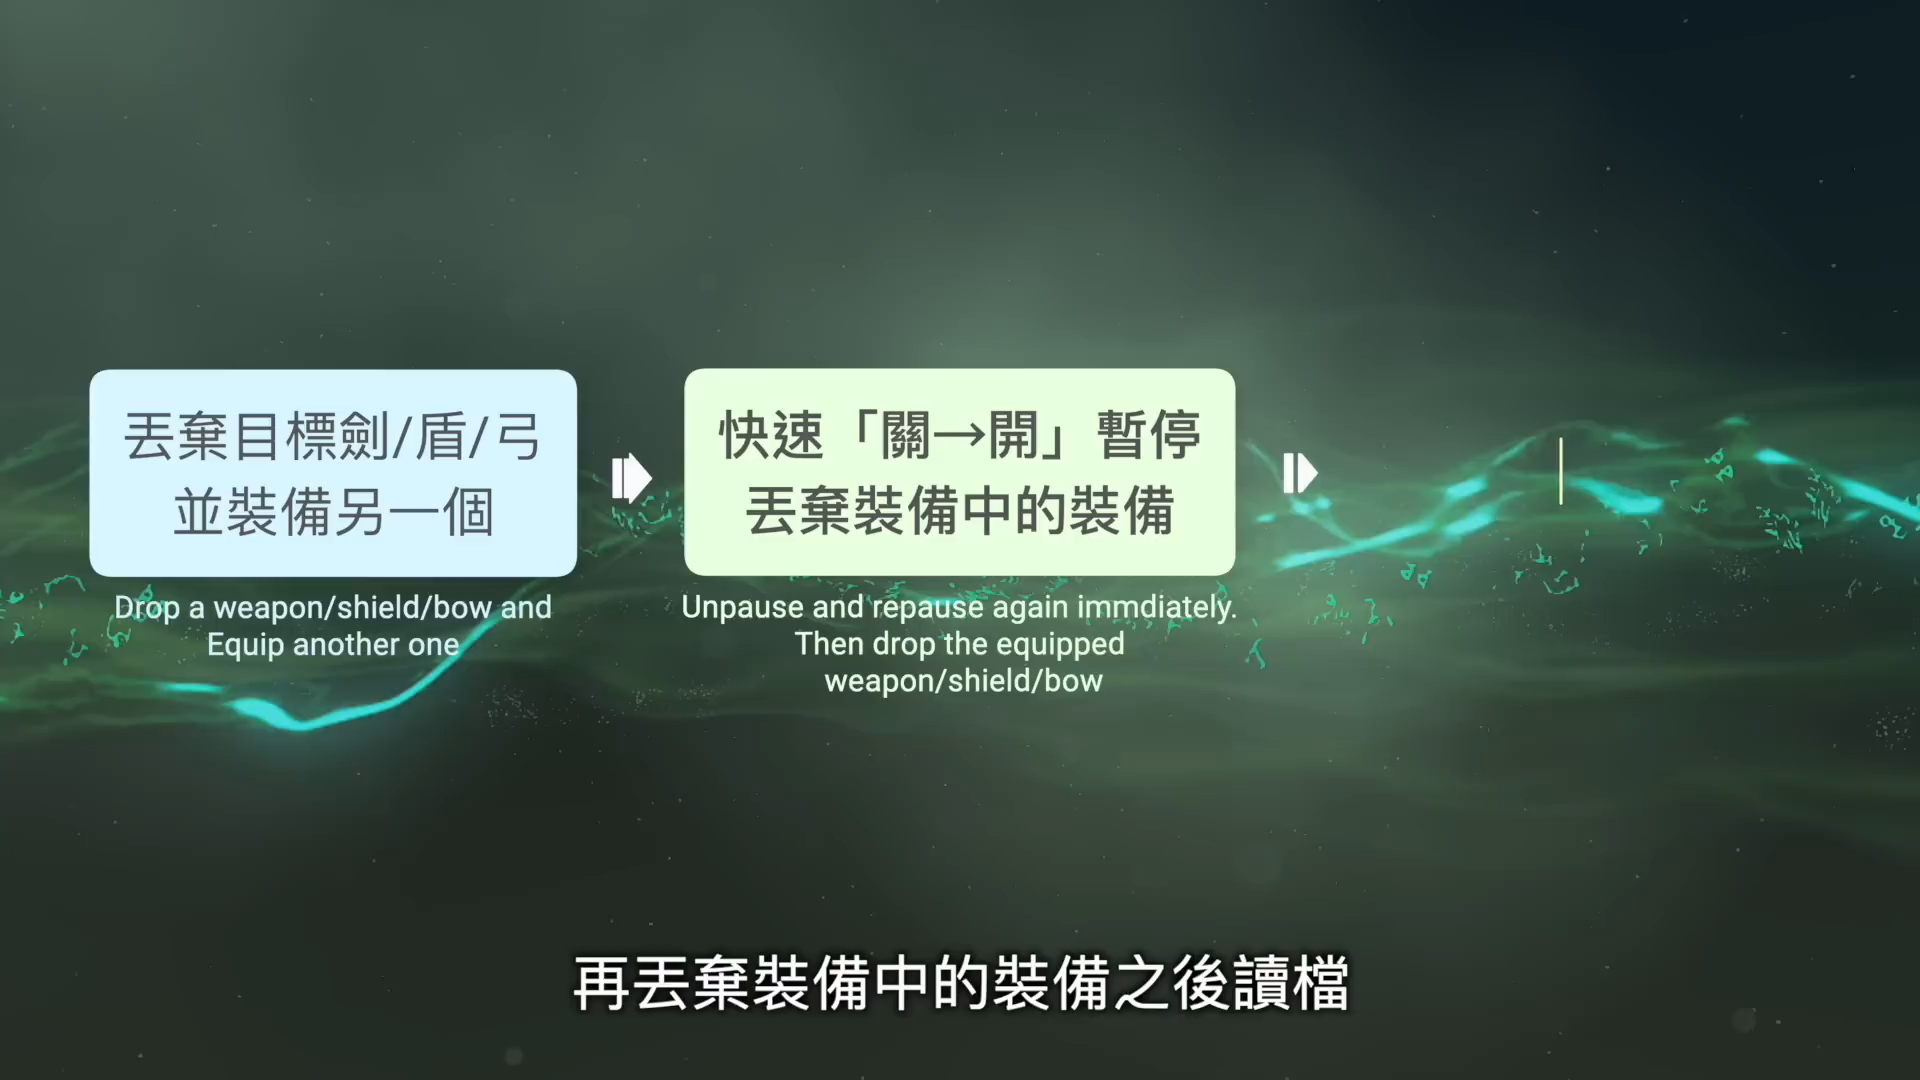 丟棄目標劍/盾/弓
並裝備另一個
Drop a weapon/shield/bow and
Equip another one
快速「關→開」暫停
丟棄裝備中的裝備
Unpause and repause again immdiately.
Then drop the equipped
weapon/shield/bow
再丟棄裝備中的裝備之後讀檔